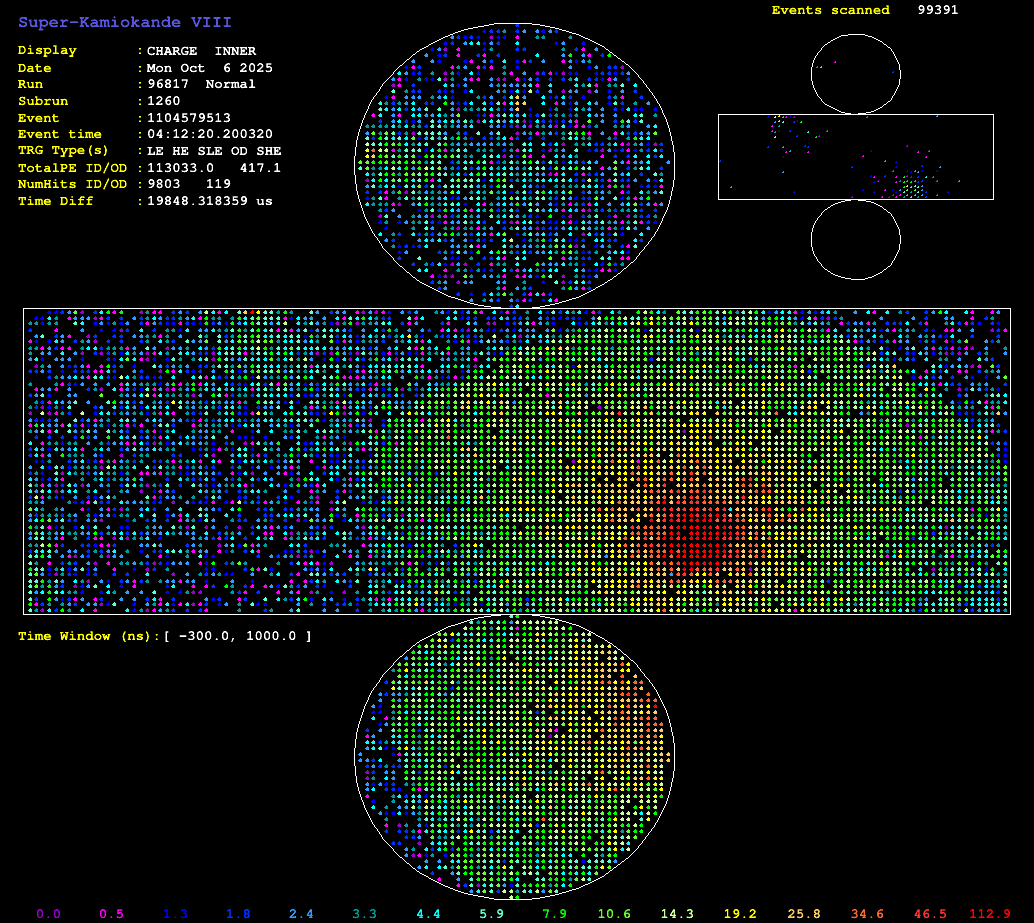 Super-Kamiokande VIII
Events scanned 99391
Display : CHARGE INNER
Date : Mon Oct 6 2025
Run : 96817 Normal
Subrun : 1260
Event : 1104579513
Event time : 04:12:20.200320
TRG Type(s) : LE HE SLE OD SHE
TotalPE ID/OD : 113033.0 417.1
NumHits ID/OD : 9803 119
Time Diff : 19848.318359 us
Time Window (ns):[ -300.0, 1000.0 ]
0.0 0.5 1.3 1.8 2.4 3.3 4.4 5.9 7.9 10.6 14.3 19.2 25.8 34.6 46.5 112.9